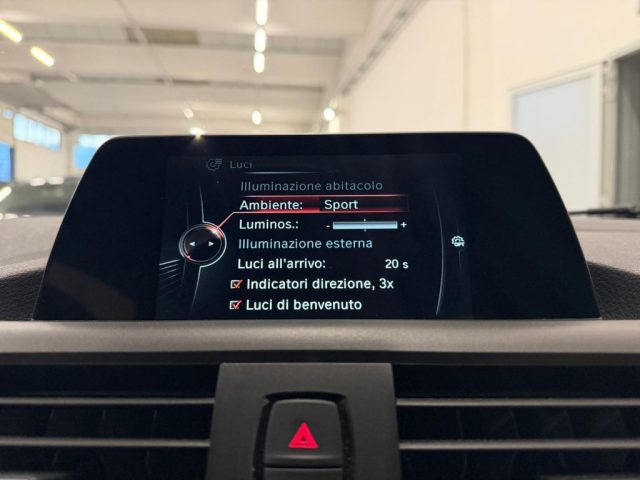 Luci
Illuminazione abitacolo
Ambiente: Sport
Luminos.: - +
Illuminazione esterna
Luci all'arrivo: 20 s
Indicatori direzione, 3x
Luci di benvenuto